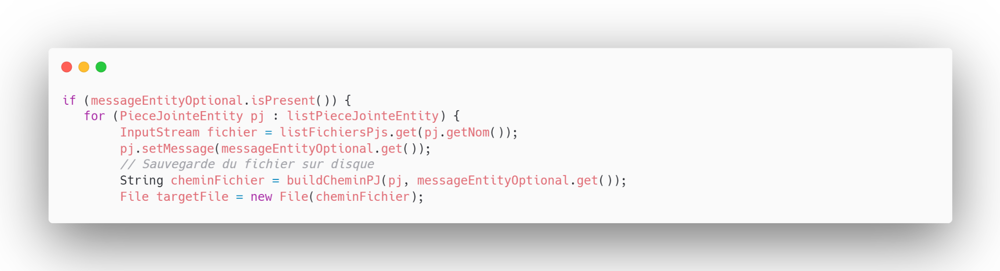 if (messageEntityOptional.isPresent()) {
for (PieceJointeEntity pj : listPieceJointeEntity) {
InputStream fichier = listFichiersPjs.get(pj.getNom());
pj.setMessage(messageEntityOptional.get());
// Sauvegarde du fichier sur disque
String cheminFichier = buildCheminPJ(pj, messageEntityOptional.get());
File targetFile = new File(cheminFichier);